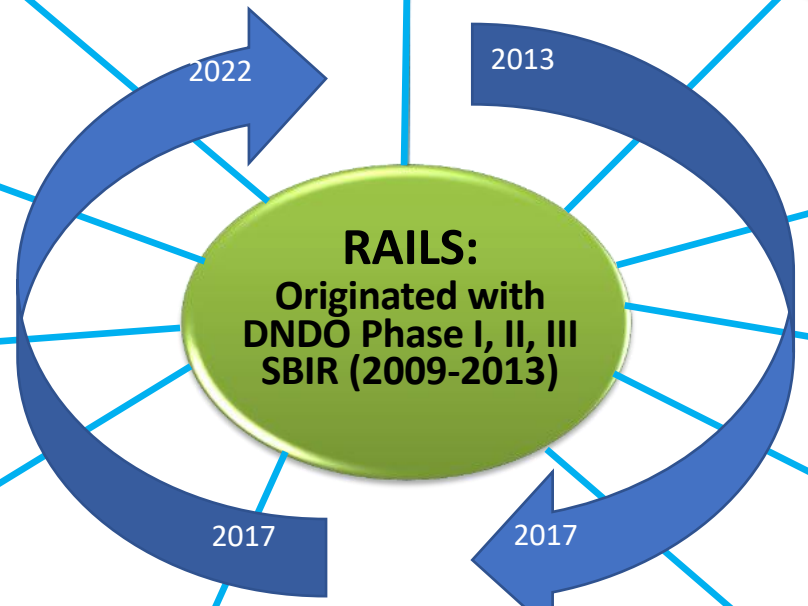 2022
2013
RAILS:
Originated with
DNDO Phase I, II, III
SBIR (2009-2013)
2017
2017